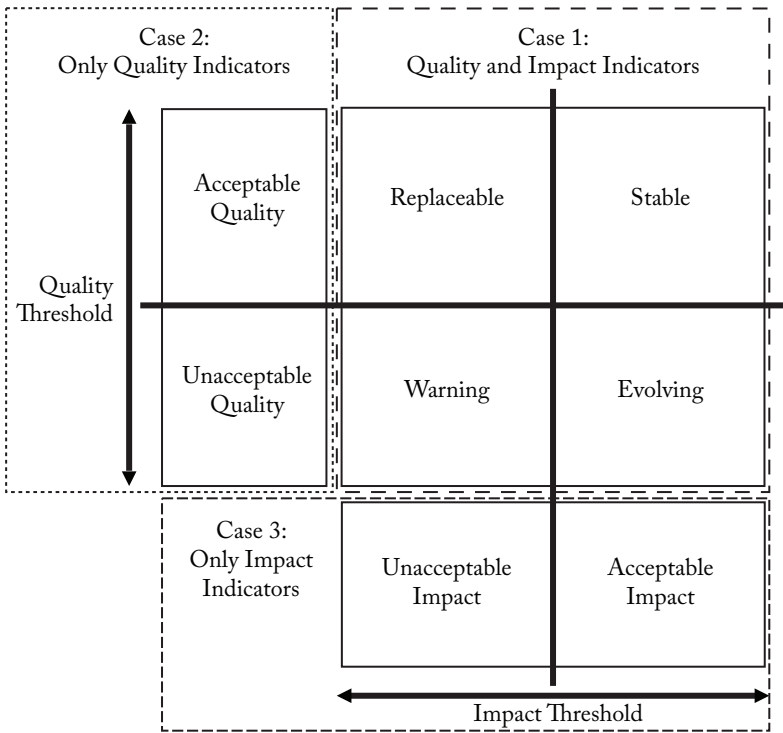 Case 2:
Only Quality Indicators
Case 1:
Quality and Impact Indicators
Acceptable
Quality
Replaceable
Stable
Quality
Threshold
Unacceptable
Quality
Warning
Evolving
Case 3:
Only Impact
Indicators
Unacceptable
Impact
Acceptable
Impact
Impact Threshold